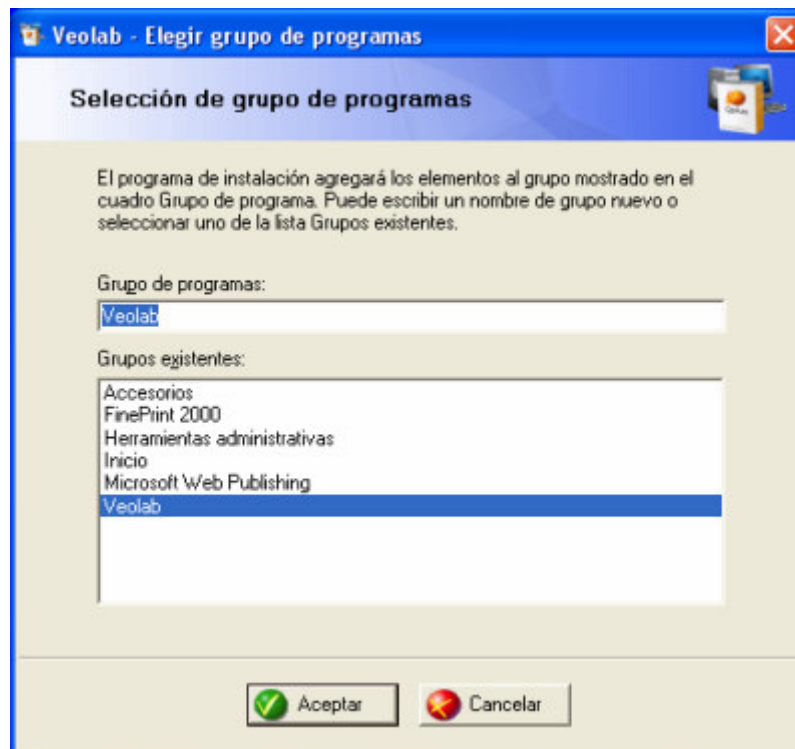 Veolab - Elegir grupo de programas
Selección de grupo de programas
El programa de instalación agregará los elementos al grupo mostrado en el
cuadro Grupo de programa. Puede escribir un nombre de grupo nuevo o
seleccionar uno de la lista Grupos existentes.
Grupo de programas:
Veolab
Grupos existentes:
Accesorios
FinePrint 2000
Herramientas administrativas
Inicio
Microsoft Web Publishing
Veolab
Aceptar
Cancelar